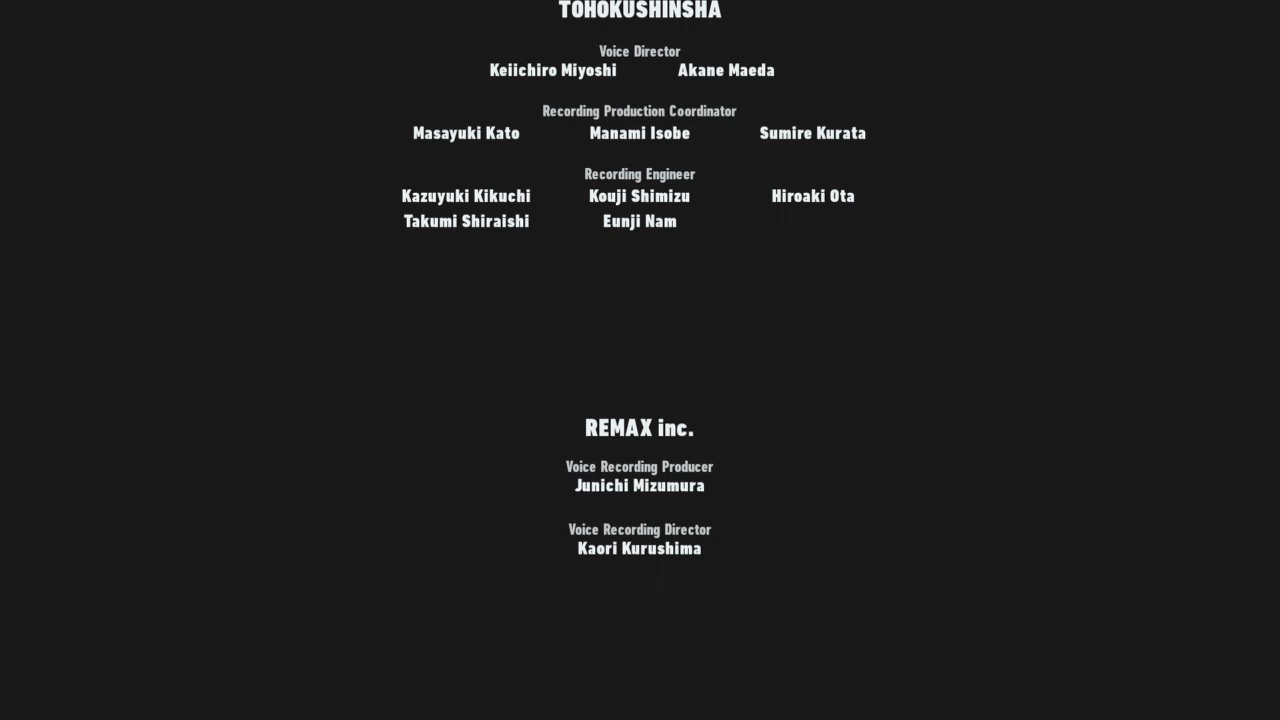 TOHOKUSHINSHA
Voice Director
Keiichiro Miyoshi Akane Maeda
Recording Production Coordinator
Masayuki Kato Manami Isobe Sumire Kurata
Recording Engineer
Kazuyuki Kikuchi Kouji Shimizu Hiroaki Ota
Takumi Shiraishi Eunji Nam
REMAX inc.
Voice Recording Producer
Junichi Mizumura
Voice Recording Director
Kaori Kurushima